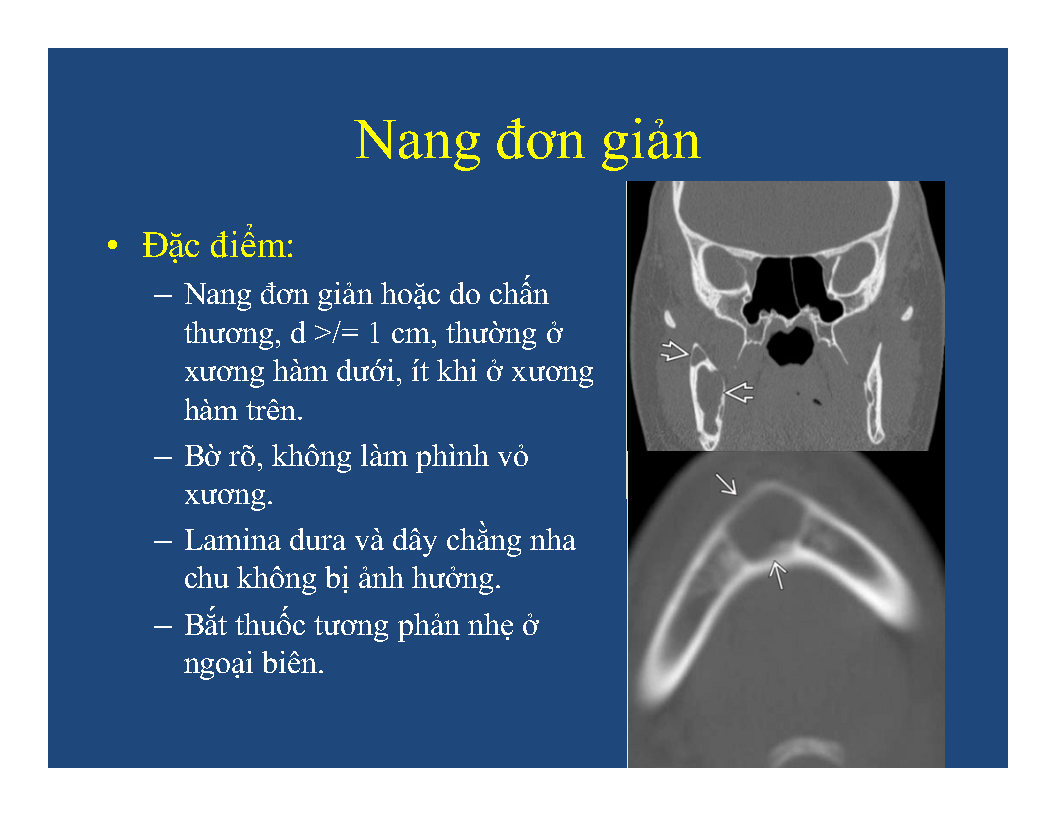 Nang đơn giản
• Đặc điểm:
– Nang đơn giản hoặc do chấn
thương, d >/= 1 cm, thường ở
xương hàm dưới, ít khi ở xương
hàm trên.
– Bờ rõ, không làm phình vỏ
xương.
– Lamina dura và dây chằng nha
chu không bị ảnh hưởng.
– Bắt thuốc tương phản nhẹ ở
ngoại biên.